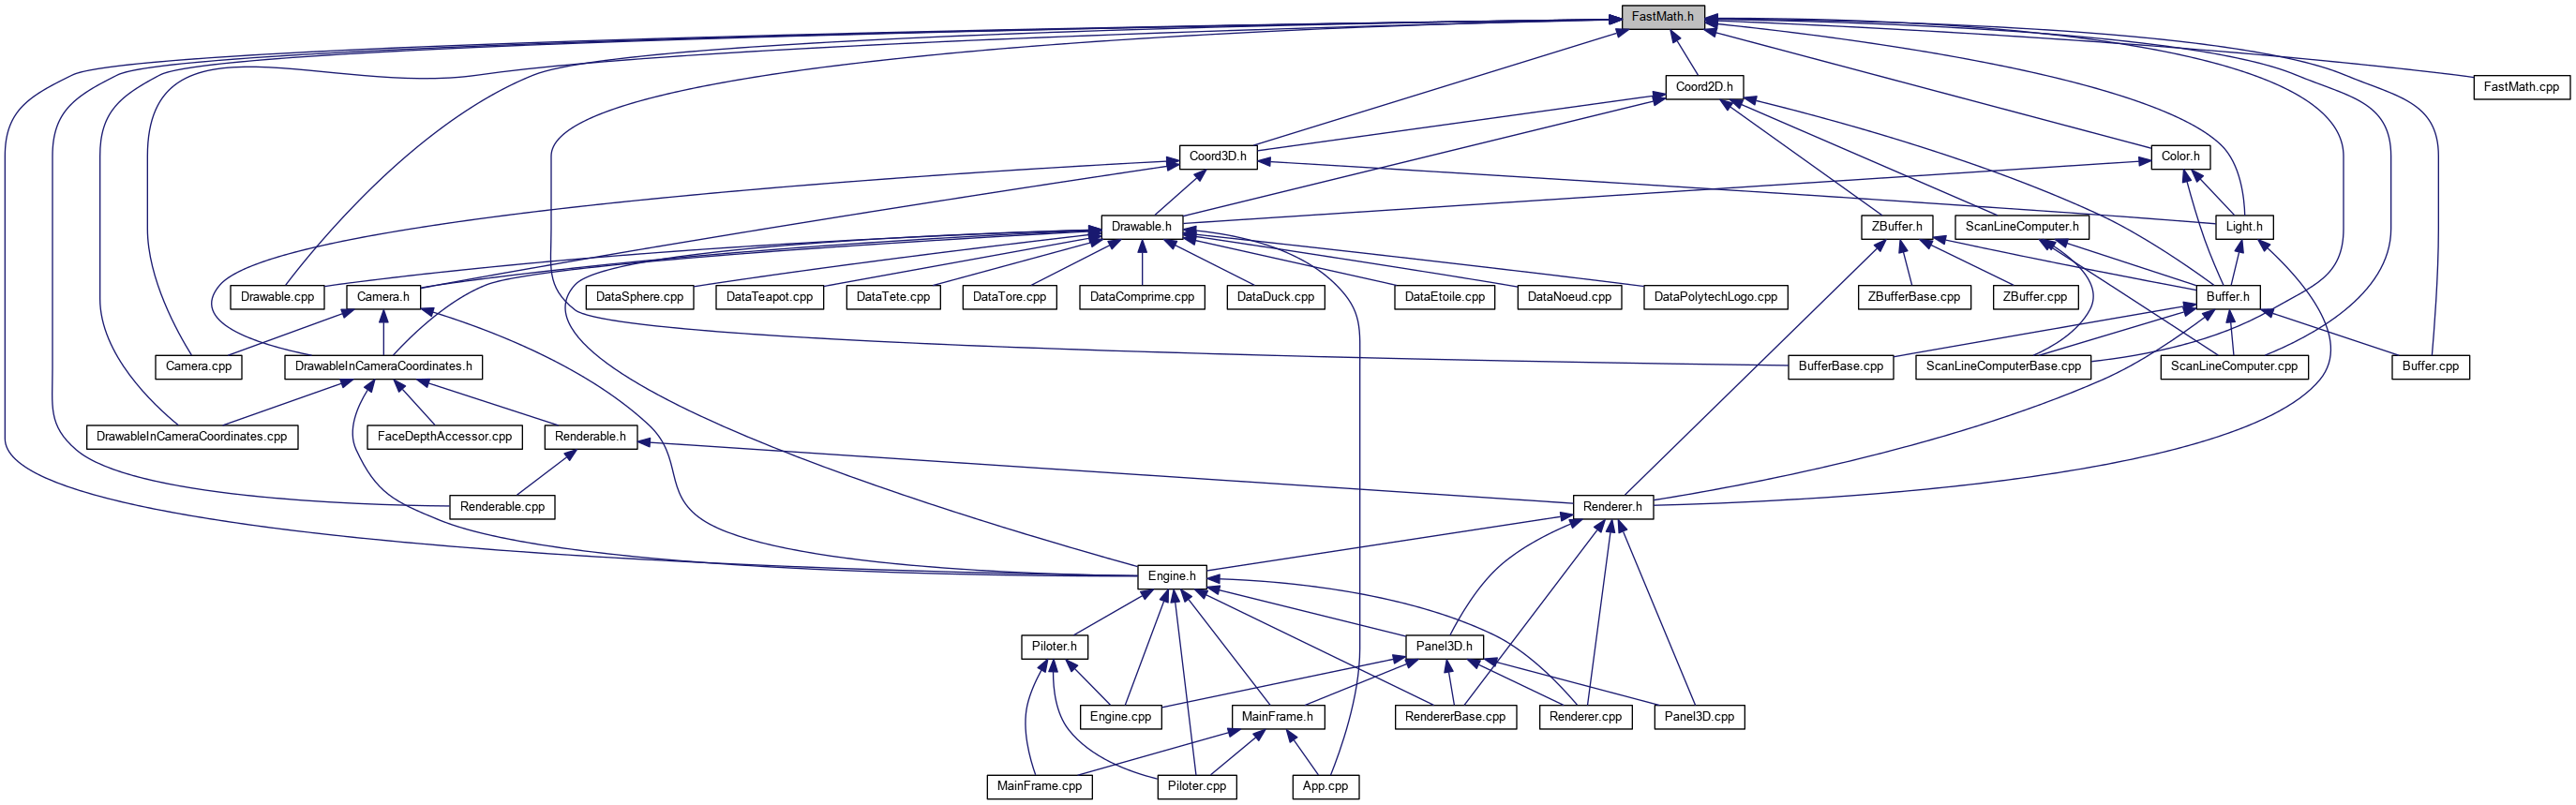 FastMath.h
Coord2D.h
FastMath.cpp
Coord3D.h
Color.h
Drawable.h
ZBuffer.h
ScanLineComputer.h
Light.h
Drawable.cpp
Camera.h
DataSphere.cpp
DataTeapot.cpp
DataTete.cpp
DataTore.cpp
DataComprime.cpp
DataDuck.cpp
DataEtoile.cpp
DataNoeud.cpp
DataPolytechLogo.cpp
ZBufferBase.cpp
ZBuffer.cpp
Buffer.h
Camera.cpp
DrawableInCameraCoordinates.h
BufferBase.cpp
ScanLineComputerBase.cpp
ScanLineComputer.cpp
Buffer.cpp
DrawableInCameraCoordinates.cpp
FaceDepthAccessor.cpp
Renderable.h
Renderable.cpp
Renderer.h
Engine.h
Piloter.h
Panel3D.h
Engine.cpp
MainFrame.h
RendererBase.cpp
Renderer.cpp
Panel3D.cpp
MainFrame.cpp
Piloter.cpp
App.cpp